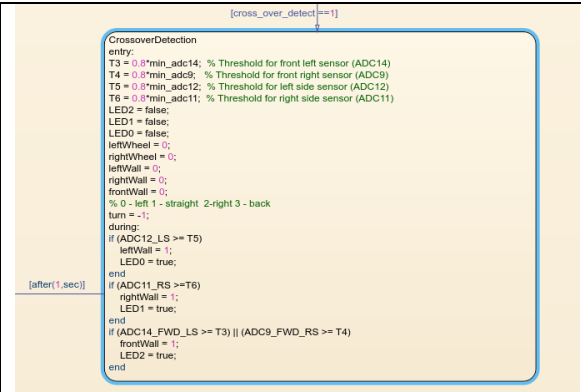 [cross_over_detect==1]
CrossoverDetection
entry:
T3 = 0.8*min_adc14; % Threshold for front left sensor (ADC14)
T4 = 0.8*min_adc9; % Threshold for front right sensor (ADC9)
T5 = 0.8*min_adc12; % Threshold for left side sensor (ADC12)
T6 = 0.8*min_adc11; % Threshold for right side sensor (ADC11)
LED2 = false;
LED1 = false;
LED0 = false;
leftWheel = 0;
rightWheel = 0;
leftWall = 0;
rightWall = 0;
frontWall = 0;
% 0 - left 1 - straight 2-right 3 - back
turn = -1;
during:
if (ADC12_LS >= T5)
leftWall = 1;
LED0 = true;
end
[after(1,sec)]
if (ADC11_RS >=T6)
rightWall = 1;
LED1 = true;
end
if (ADC14_FWD_LS >= T3) || (ADC9_FWD_RS >= T4)
frontWall = 1;
LED2 = true;
end